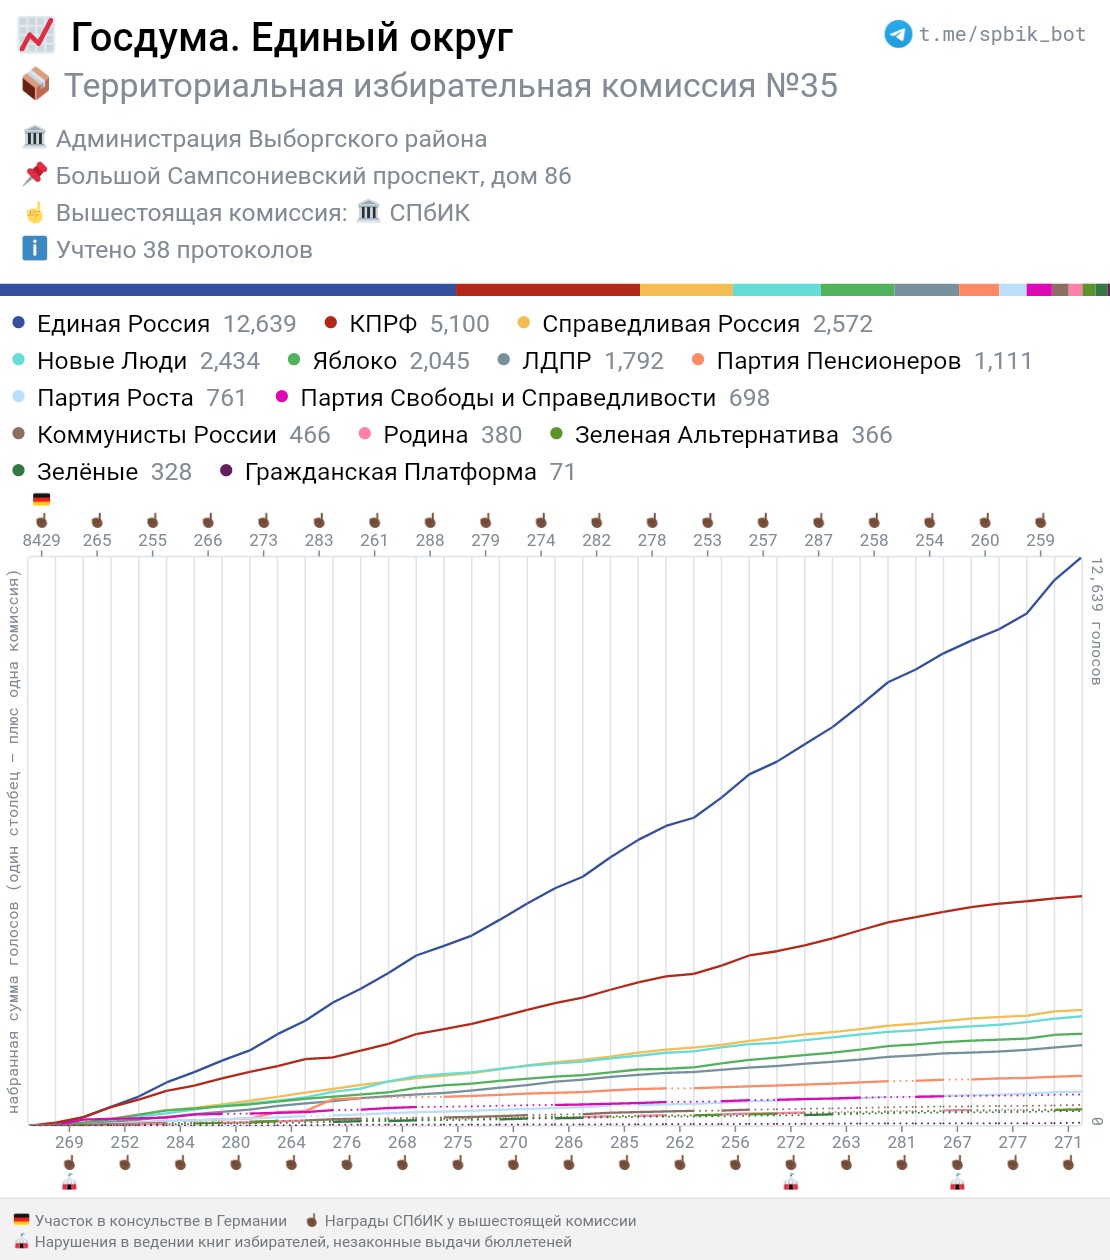 Госдума. Единый округ
t.me/spbik_bot
Территориальная избирательная комиссия №35
Администрация Выборгского района
Большой Сампсониевский проспект, дом 86
Вышестоящая комиссия: СПбИК
Учтено 38 протоколов
Единая Россия 12,639 КПРФ 5,100 Справедливая Россия 2,572
Новые Люди 2,434 Яблоко 2,045 ЛДПР 1,792 Партия Пенсионеров 1,111
Партия Роста 761 Партия Свободы и Справедливости 698
Коммунисты России 466 Родина 380 Зеленая Альтернатива 366
Зелёные 328 Гражданская Платформа 71
8429 265 255 266 273 283 261 288 279 274 282 278 253 257 287 258 254 260 259
набранная сумма голосов (один столбец — плюс одна комиссия)
12,639 голосов
0
269 252 284 280 264 276 268 275 270 286 285 262 256 272 263 281 267 277 271
Участок в консульстве в Германии Награды СПбИК у вышестоящей комиссии
Нарушения в ведении книг избирателей, незаконные выдачи бюллетеней